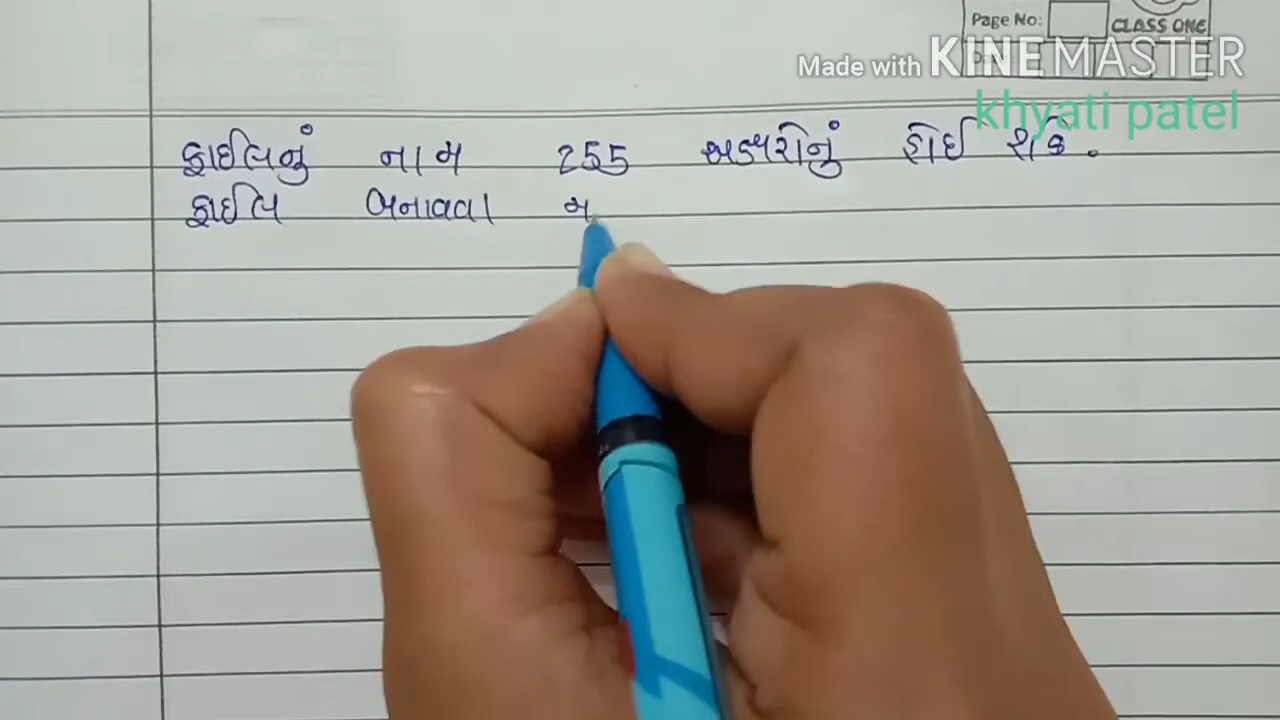 Page No:
CLASS ONE
Made with KINEMASTER
khyati patel
ફાઈલનું નામ 255 અક્ષરોનું હોઈ શકે.
ફાઈલ બનાવવા મ